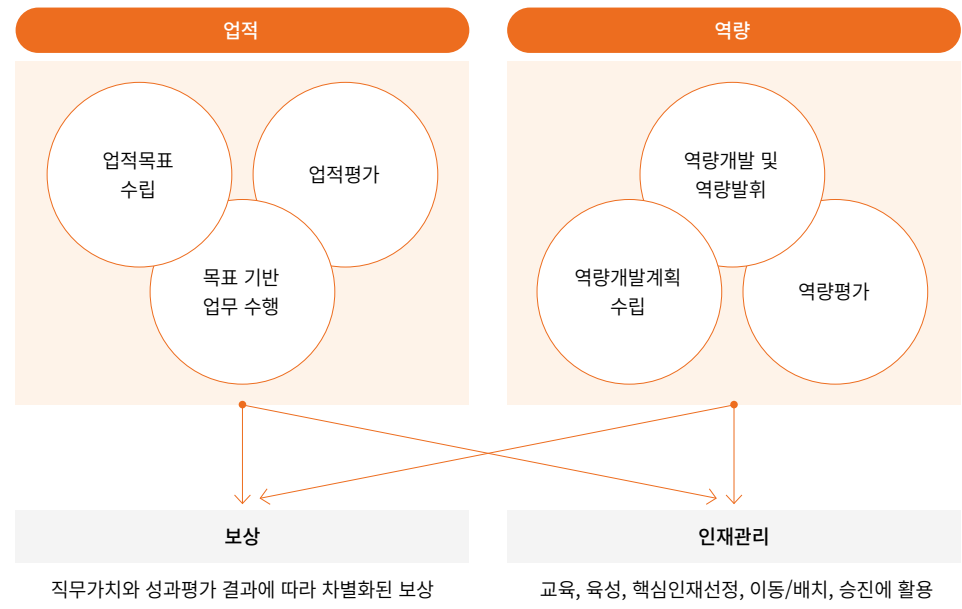 업적
역량
업적목표
수립
업적평가
목표 기반
업무 수행
역량개발 및
역량발휘
역량개발계획
수립
역량평가
보상
인재관리
직무가치와 성과평가 결과에 따라 차별화된 보상
교육, 육성, 핵심인재선정, 이동/배치, 승진에 활용